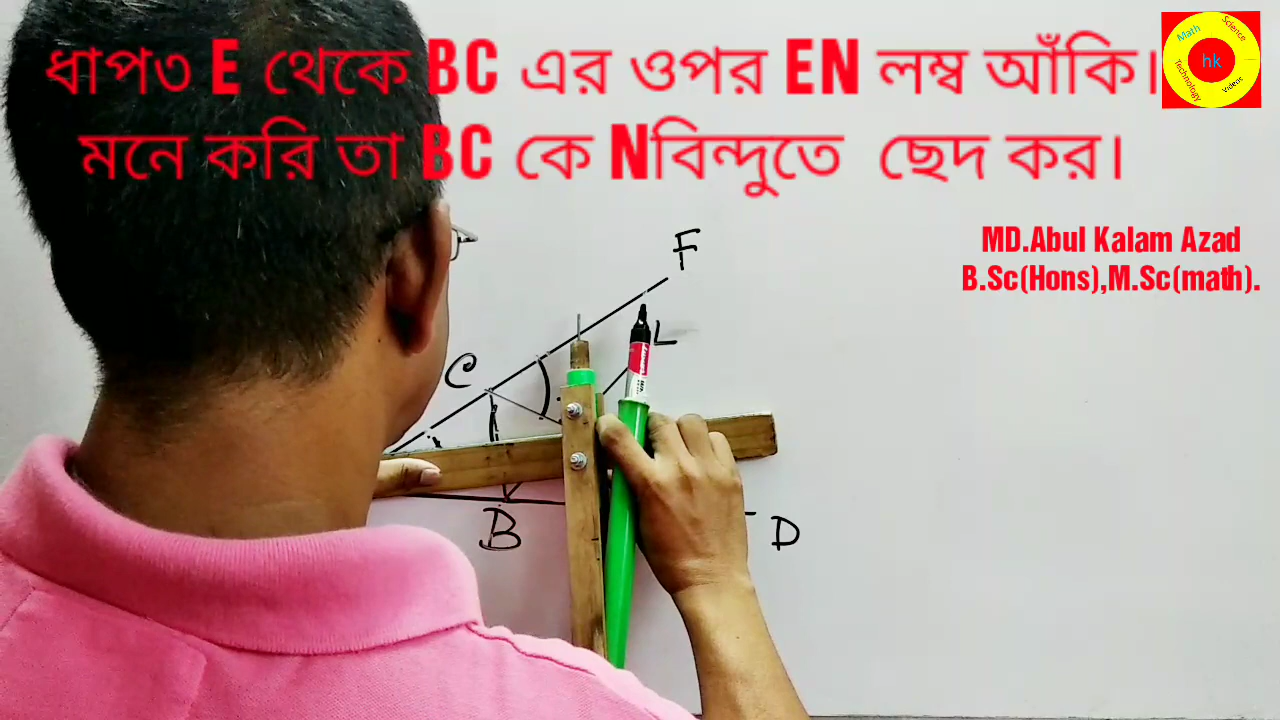 ধাপ৩ E থেকে BC এর ওপর EN লম্ব আঁকি।
মনে করি তা BC কে Nবিন্দুতে ছেদ কর।
Math Science
hk
Technology Videos
MD.Abul Kalam Azad
B.Sc(Hons),M.Sc(math).
F
L
C
B
D